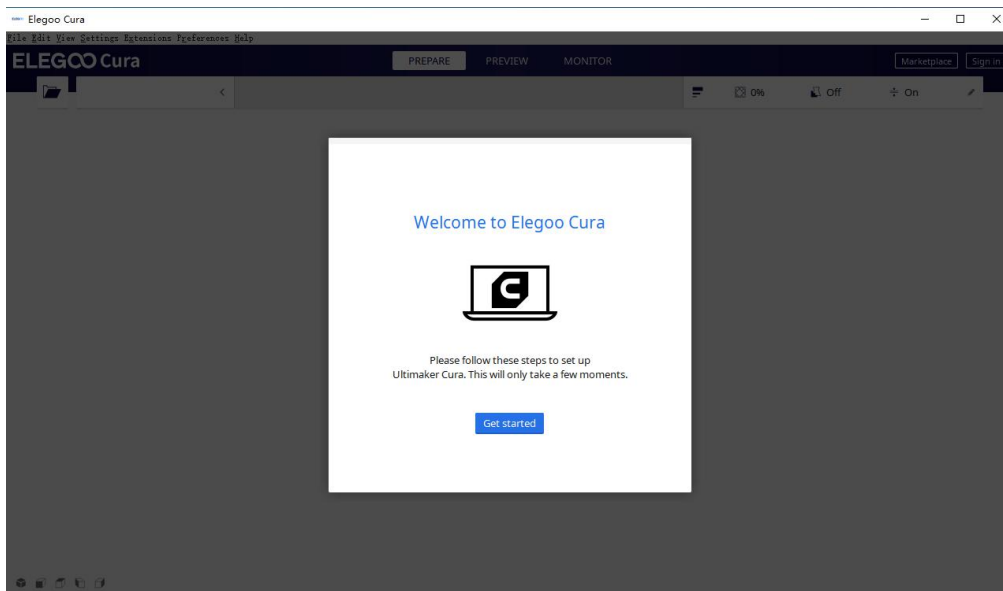 Elegoo Cura
File Edit View Settings Extensions Preferences Help
ELEGOO Cura
PREPARE PREVIEW MONITOR
Marketplace Sign in
0% Off On
Welcome to Elegoo Cura
Please follow these steps to set up
Ultimaker Cura. This will only take a few moments.
Get started